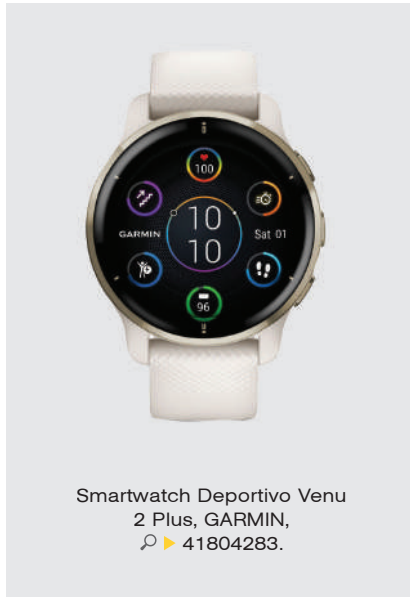 100
GARMIN
10
10
Sat 01
96
Smartwatch Deportivo Venu
2 Plus, GARMIN,
41804283.